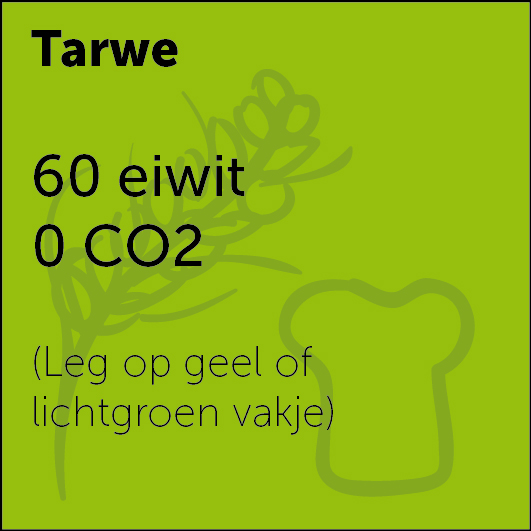 Tarwe
60 eiwit
0 CO2
(Leg op geel of
lichtgroen vakje)